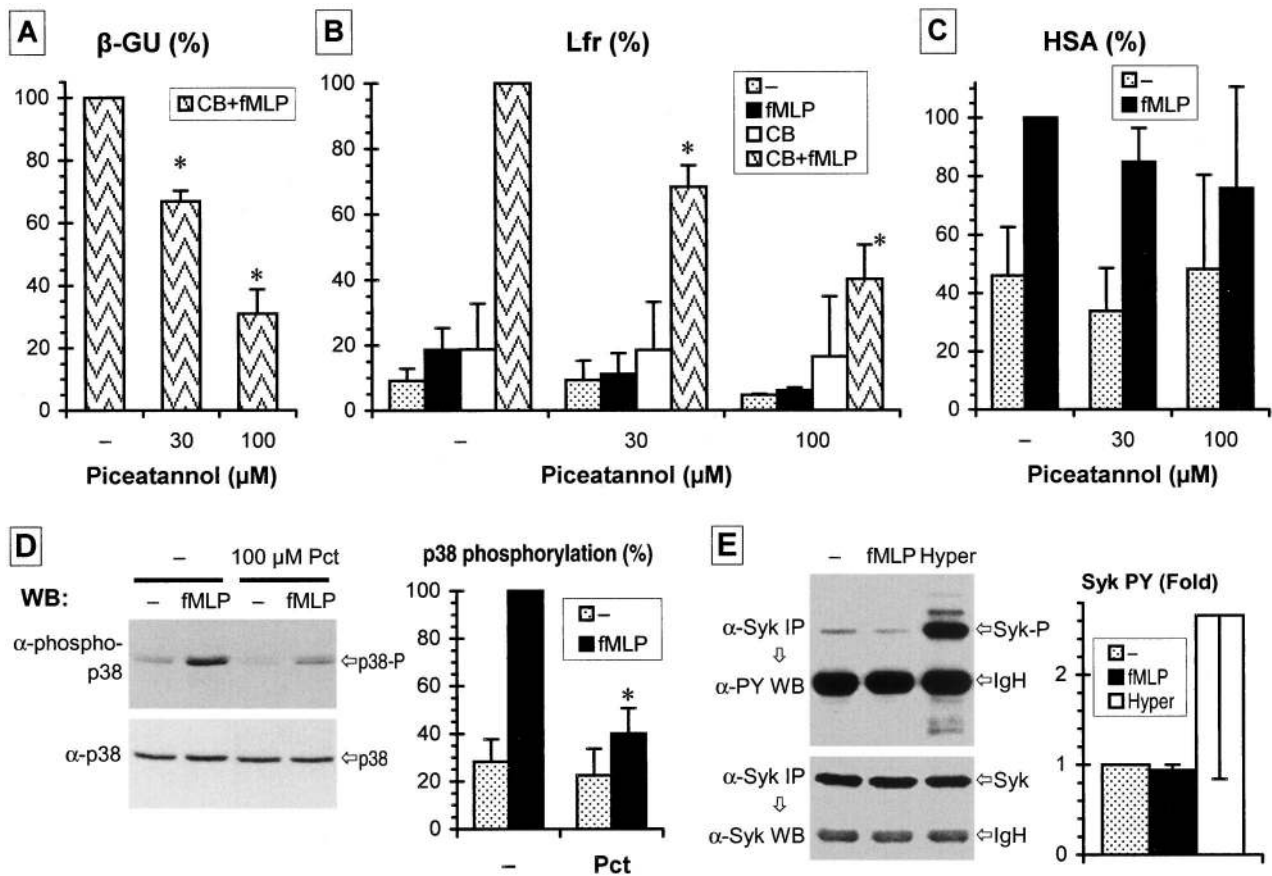 A
β-GU (%)
100
80
60
40
20
0
CB+fMLP
*
*
– 30 100
Piceatannol (µM)
B
Lfr (%)
100
80
60
40
20
0
–
fMLP
CB
CB+fMLP
*
*
– 30 100
Piceatannol (µM)
C
HSA (%)
–
fMLP
100
80
60
40
20
0
– 30 100
Piceatannol (µM)
D
– 100 µM Pct
WB: – fMLP – fMLP
α-phospho-
p38
⇦p38-P
α-p38
⇦p38
p38 phosphorylation (%)
100
80
60
40
20
0
–
fMLP
*
– Pct
E
– fMLP Hyper
α-Syk IP
⇩
α-PY WB
⇦Syk-P
⇦IgH
α-Syk IP
⇩
α-Syk WB
⇦Syk
⇦IgH
Syk PY (Fold)
2
1
0
–
fMLP
Hyper